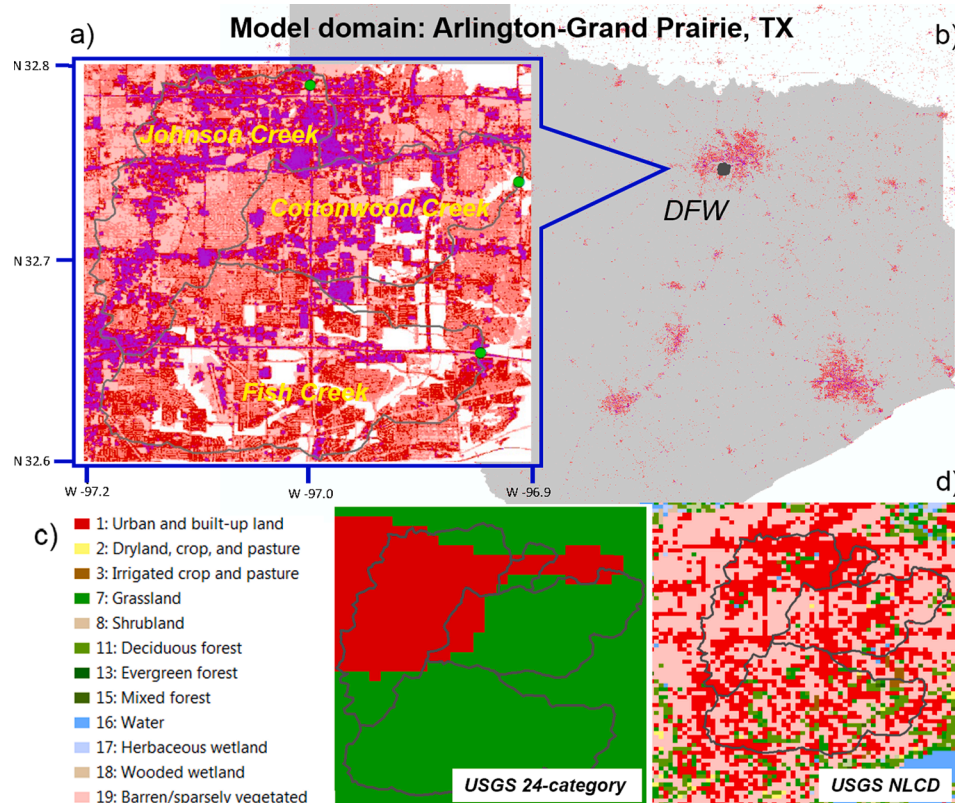 Model domain: Arlington-Grand Prairie, TX
a)
b)
N 32.8
Johnson Creek
Cottonwood Creek
DFW
N 32.7
Fish Creek
N 32.6
W -97.2
W -97.0
W -96.9
c)
d)
1: Urban and built-up land
2: Dryland, crop, and pasture
3: Irrigated crop and pasture
7: Grassland
8: Shrubland
11: Deciduous forest
13: Evergreen forest
15: Mixed forest
16: Water
17: Herbaceous wetland
18: Wooded wetland
19: Barren/sparsely vegetated
USGS 24-category
USGS NLCD